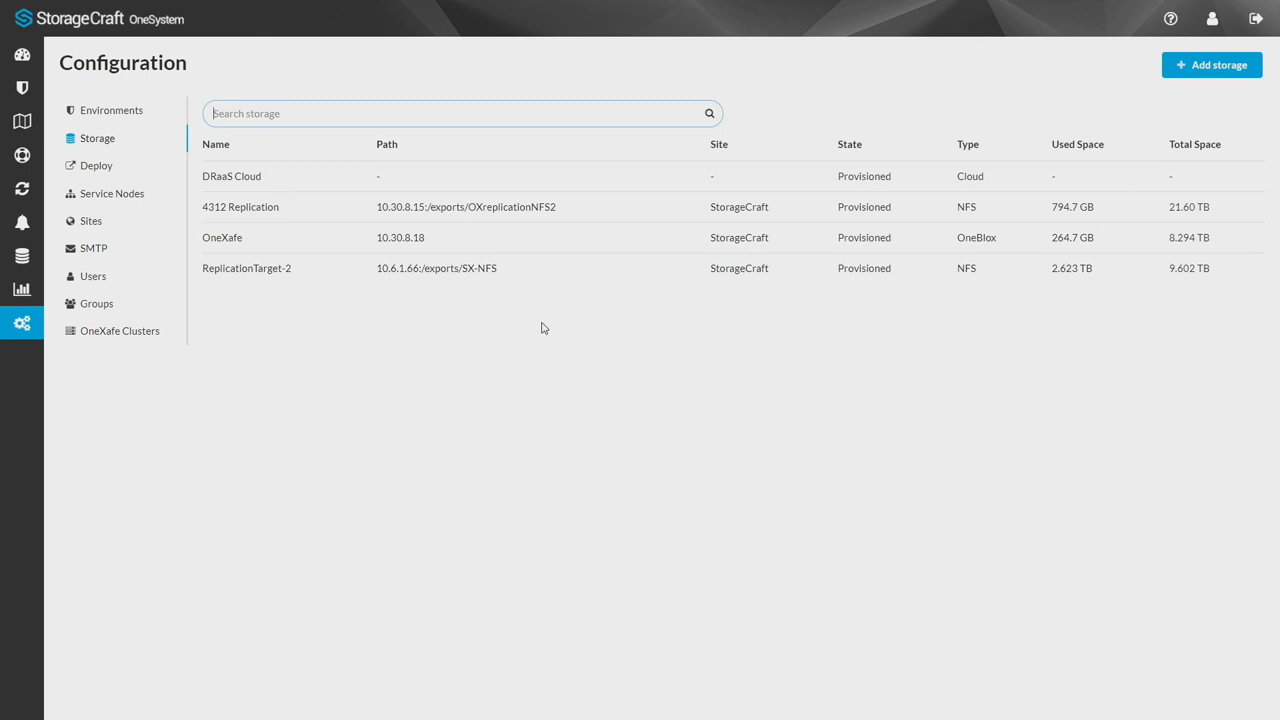 StorageCraft OneSystem
Configuration
+ Add storage
Environments
Storage
Deploy
Service Nodes
Sites
SMTP
Users
Groups
OneXafe Clusters
Search storage
Name Path Site State Type Used Space Total Space
DRaaS Cloud - - Provisioned Cloud - -
4312 Replication 10.30.8.15:/exports/OXreplicationNFS2 StorageCraft Provisioned NFS 794.7 GB 21.60 TB
OneXafe 10.30.8.18 StorageCraft Provisioned OneBlox 264.7 GB 8.294 TB
ReplicationTarget-2 10.6.1.66:/exports/SX-NFS StorageCraft Provisioned NFS 2.623 TB 9.602 TB